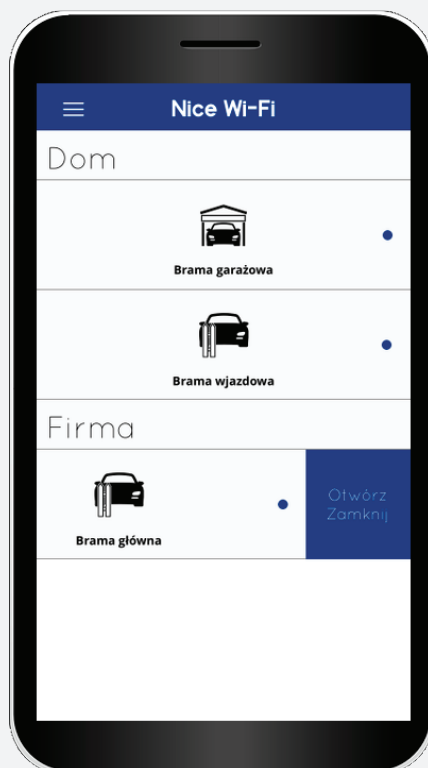 Nice Wi-Fi
Dom
Brama garażowa
Brama wjazdowa
Firma
Otwórz
Zamknij
Brama główna